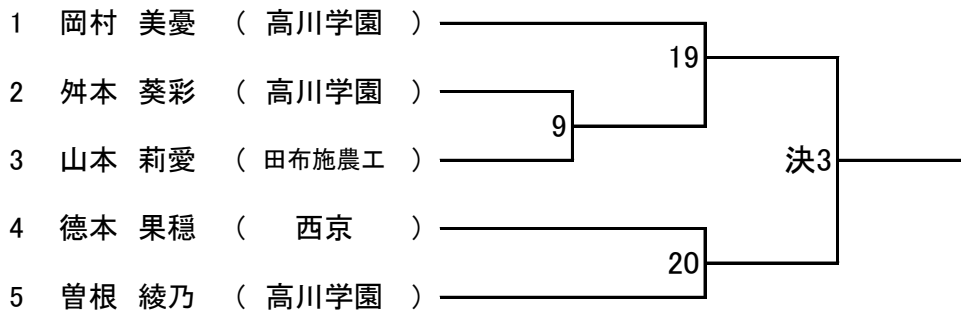 1 岡村 美憂 ( 高川学園 )
19
2 舛本 葵彩 ( 高川学園 )
9
3 山本 莉愛 ( 田布施農工 )
決3
4 德本 果穏 ( 西京 )
20
5 曽根 綾乃 ( 高川学園 )